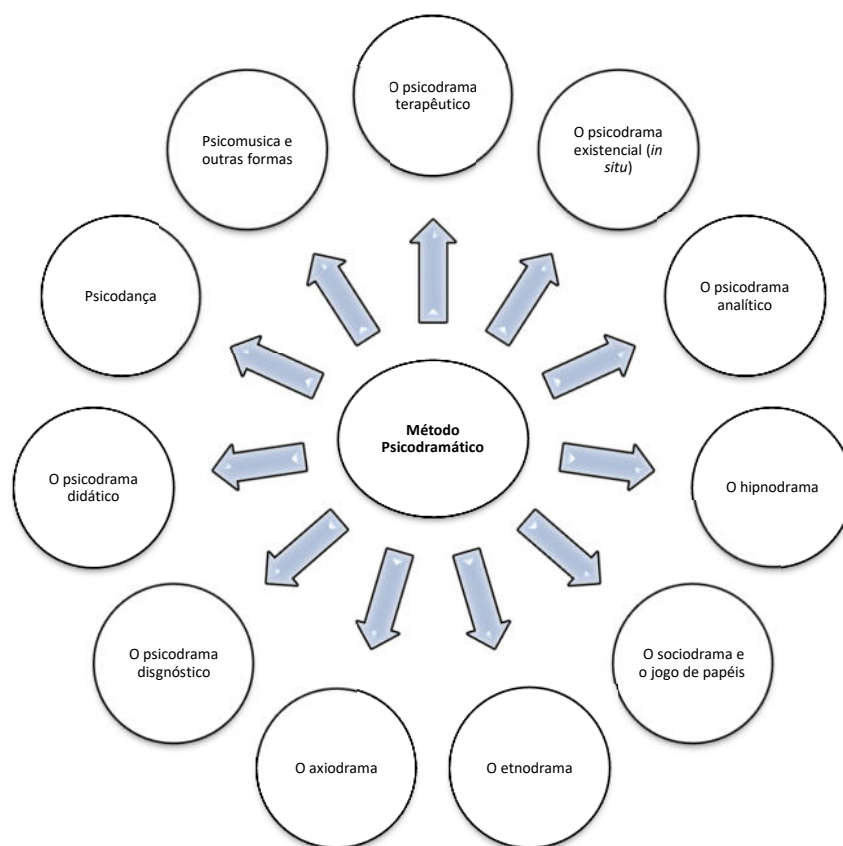 O psicodrama
terapêutico
O psicodrama
existencial (in
situ)
O psicodrama
analítico
O hipnodrama
O sociodrama e
o jogo de papéis
O etnodrama
O axiodrama
O psicodrama
disgnóstico
O psicodrama
didático
Psicodança
Psicomusica e
outras formas
Método
Psicodramático